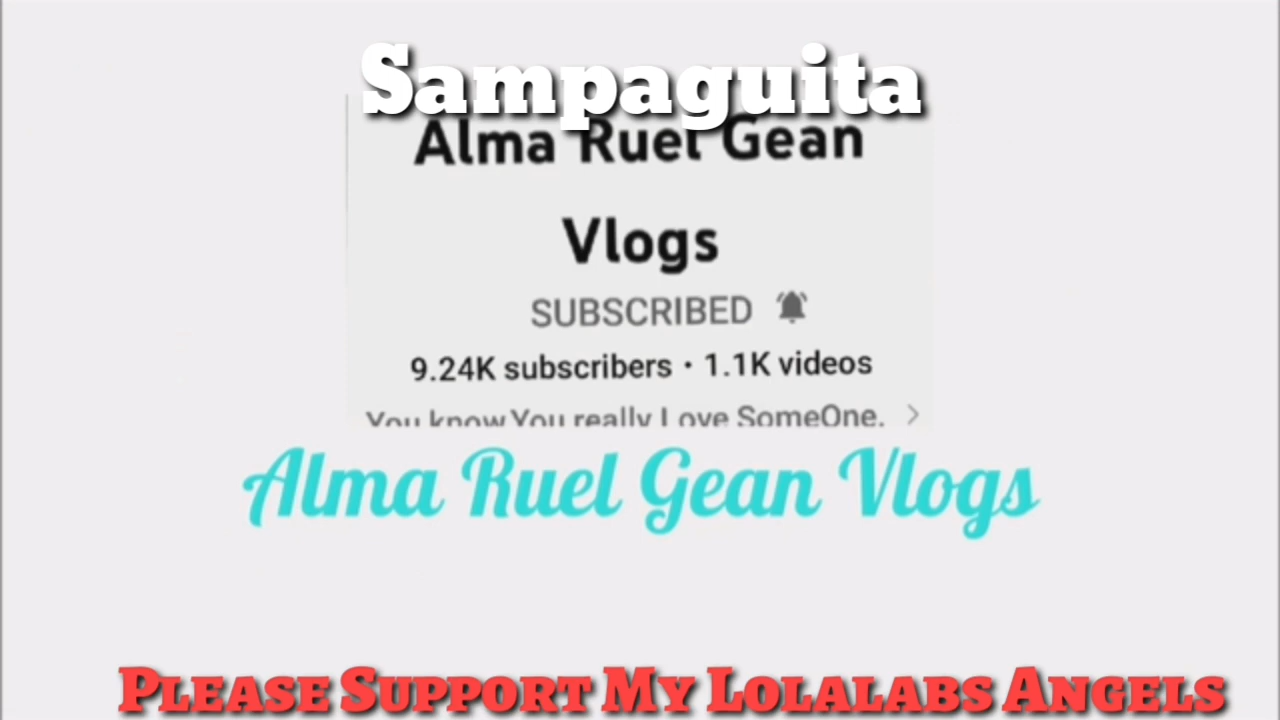 Sampaguita
Alma Ruel Gean
Vlogs
SUBSCRIBED
9.24K subscribers • 1.1K videos
You know You really Love SomeOne.
Alma Ruel Gean Vlogs
Please Support My Lolalabs Angels